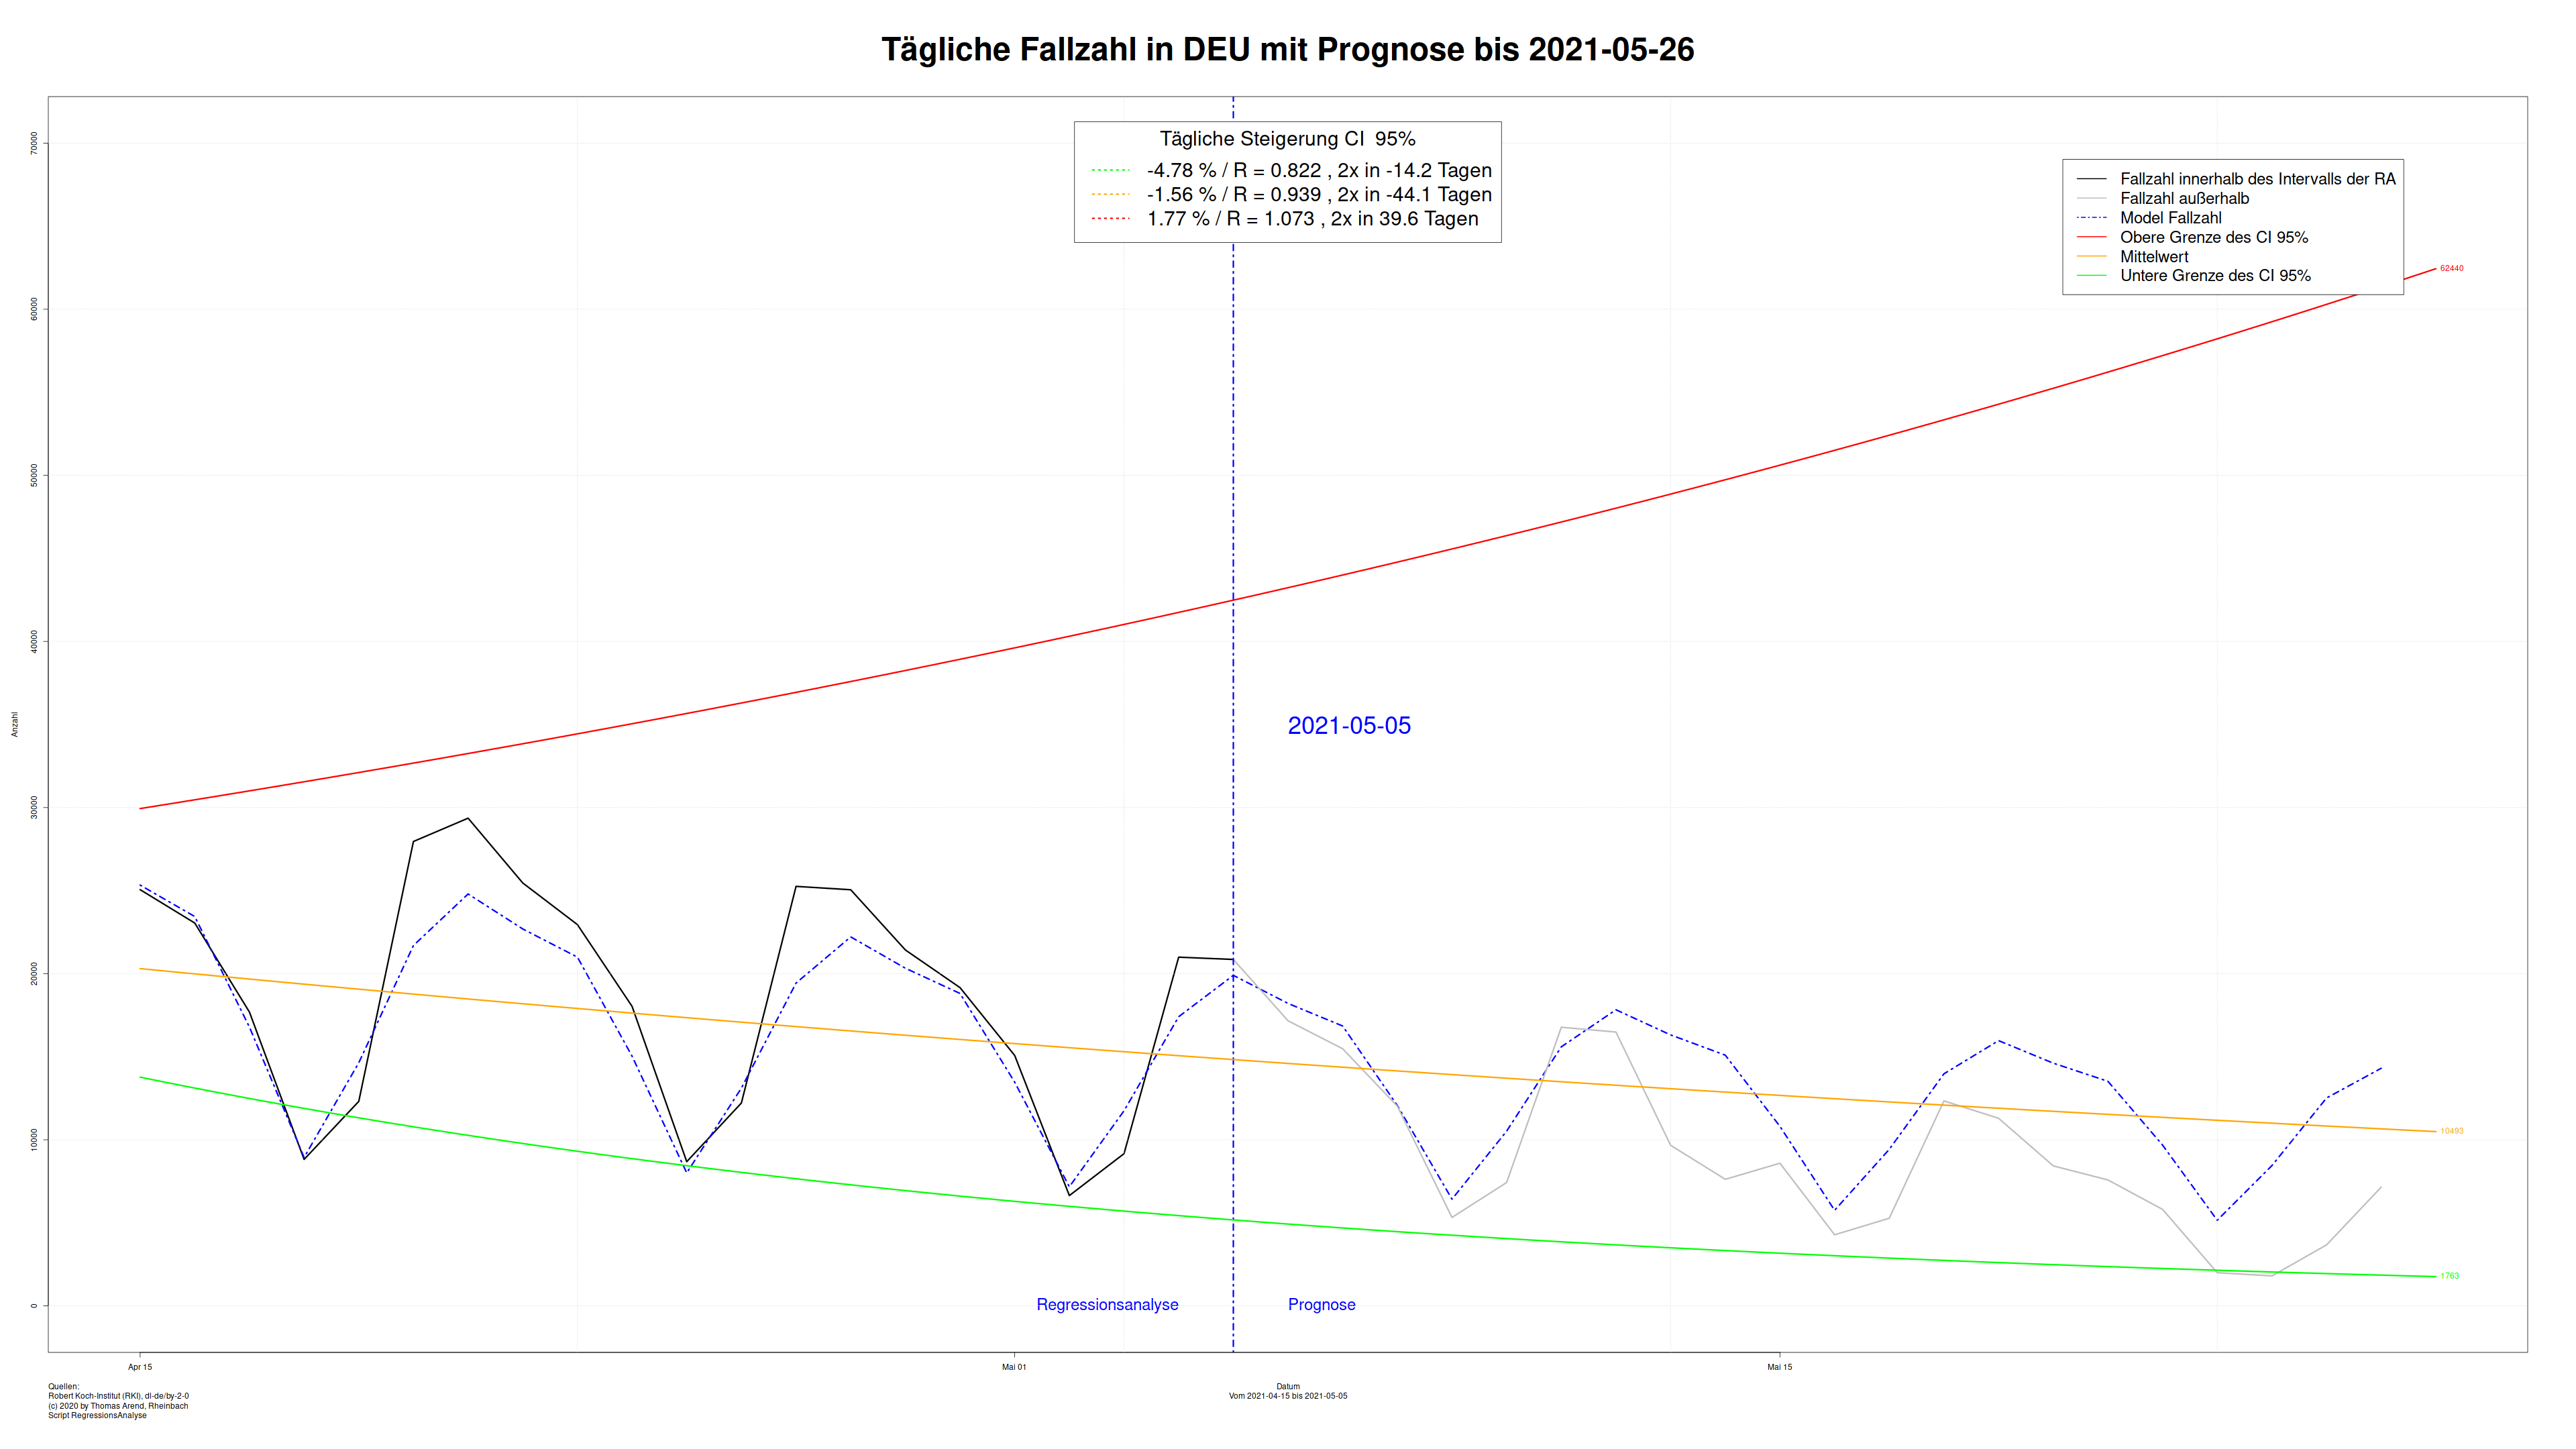 Tägliche Fallzahl in DEU mit Prognose bis 2021-05-26
Tägliche Steigerung CI  95%
-4.78 % / R = 0.822 , 2x in -14.2 Tagen
-1.56 % / R = 0.939 , 2x in -44.1 Tagen
1.77 % / R = 1.073 , 2x in 39.6 Tagen
Fallzahl innerhalb des Intervalls der RA
Fallzahl außerhalb
Model Fallzahl
Obere Grenze des CI 95%
Mittelwert
Untere Grenze des CI 95%
62440
10493
1763
70000
60000
50000
40000
30000
20000
10000
0
Anzahl
2021-05-05
Regressionsanalyse
Prognose
Apr 15
Mai 01
Mai 15
Datum
Vom 2021-04-15 bis 2021-05-05
Quellen:
Robert Koch-Institut (RKI), dl-de/by-2-0
(c) 2020 by Thomas Arend, Rheinbach
Script RegressionsAnalyse